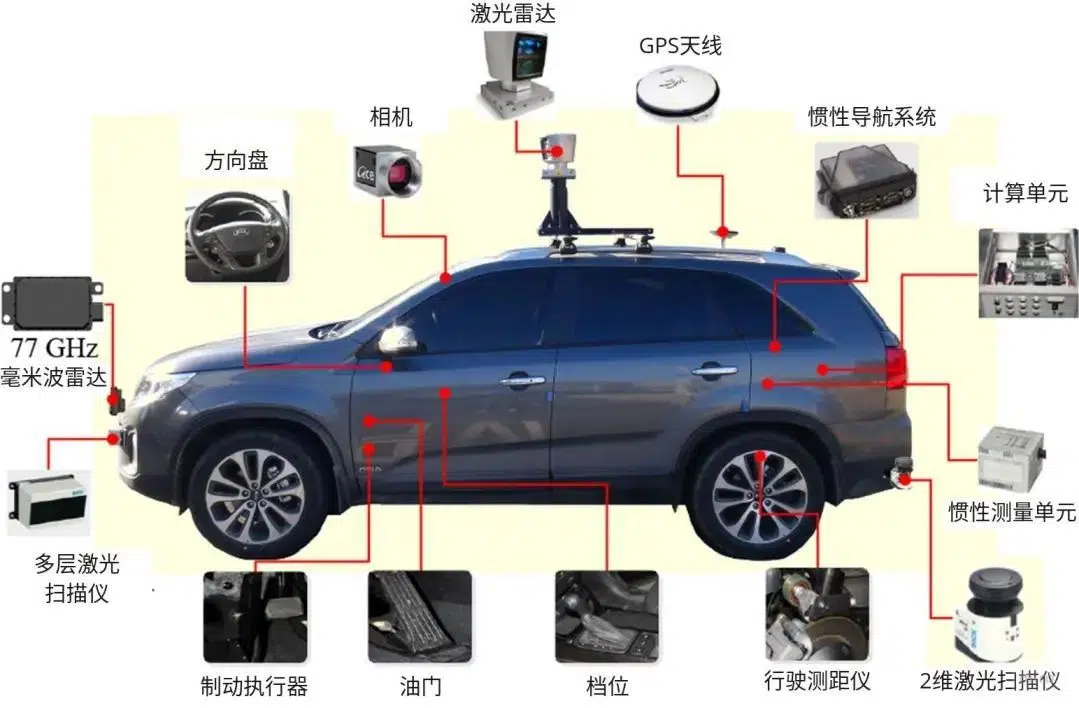 激光雷达
GPS天线
相机
惯性导航系统
方向盘
计算单元
77 GHz
毫米波雷达
惯性测量单元
多层激光
扫描仪
制动执行器
油门
档位
行驶测距仪
2维激光扫描仪